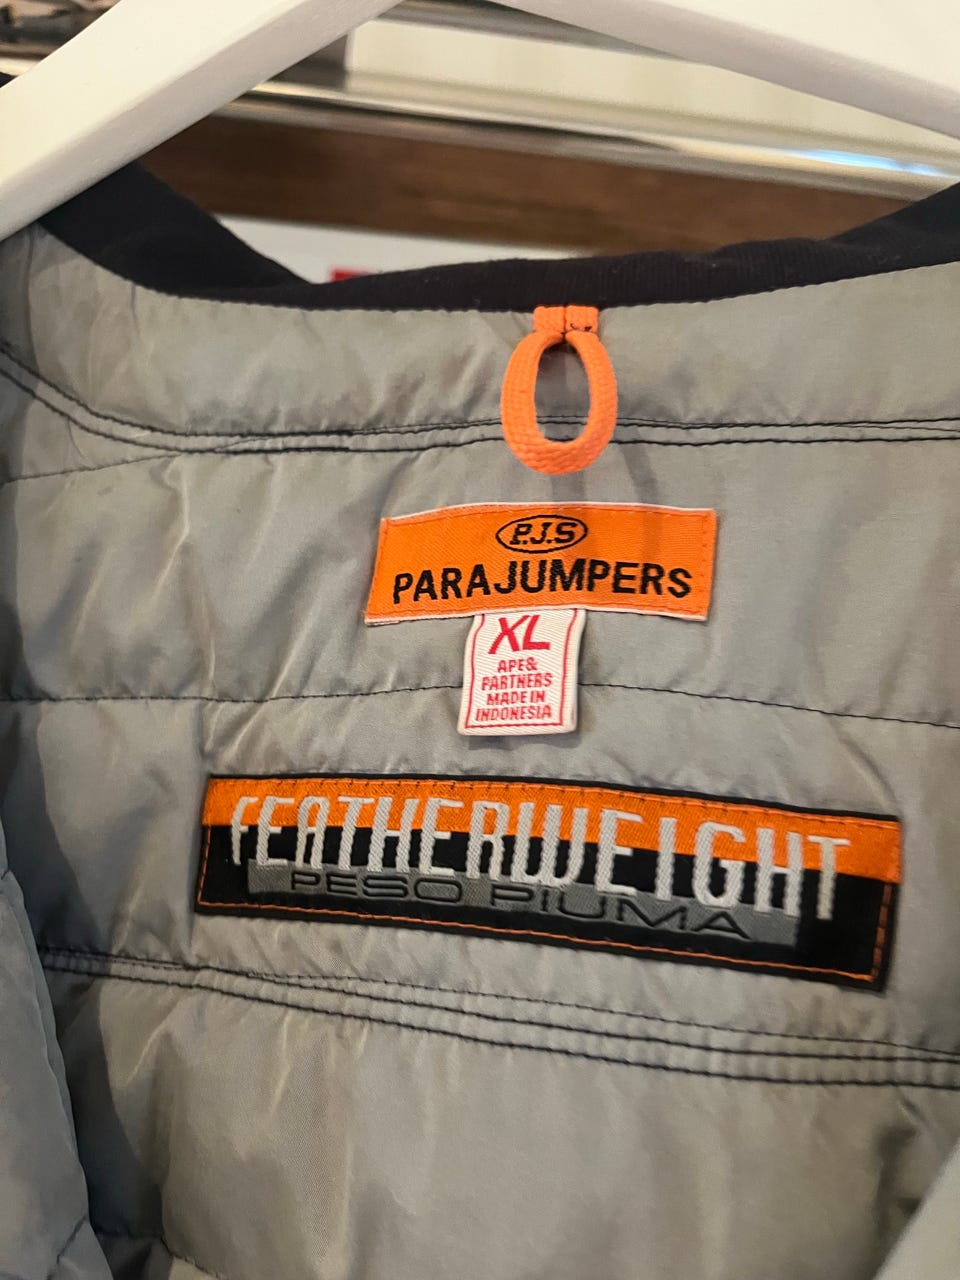 P.J.S
PARAJUMPERS
XL
APE&
PARTNERS
MADE IN
INDONESIA
FEATHERWEIGHT
PESO PIUMA